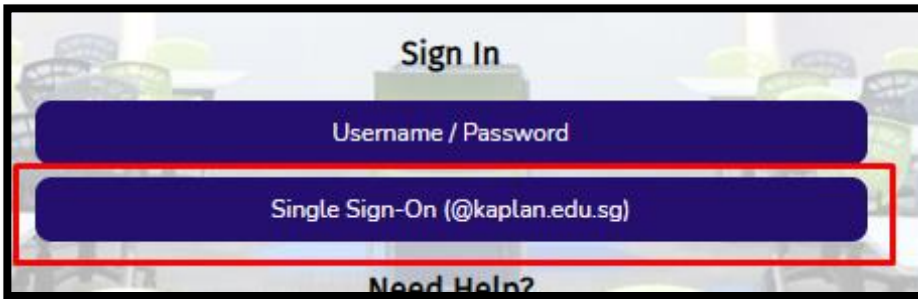 Sign In
Username / Password
Single Sign-On (@kaplan.edu.sg)
Need Help?